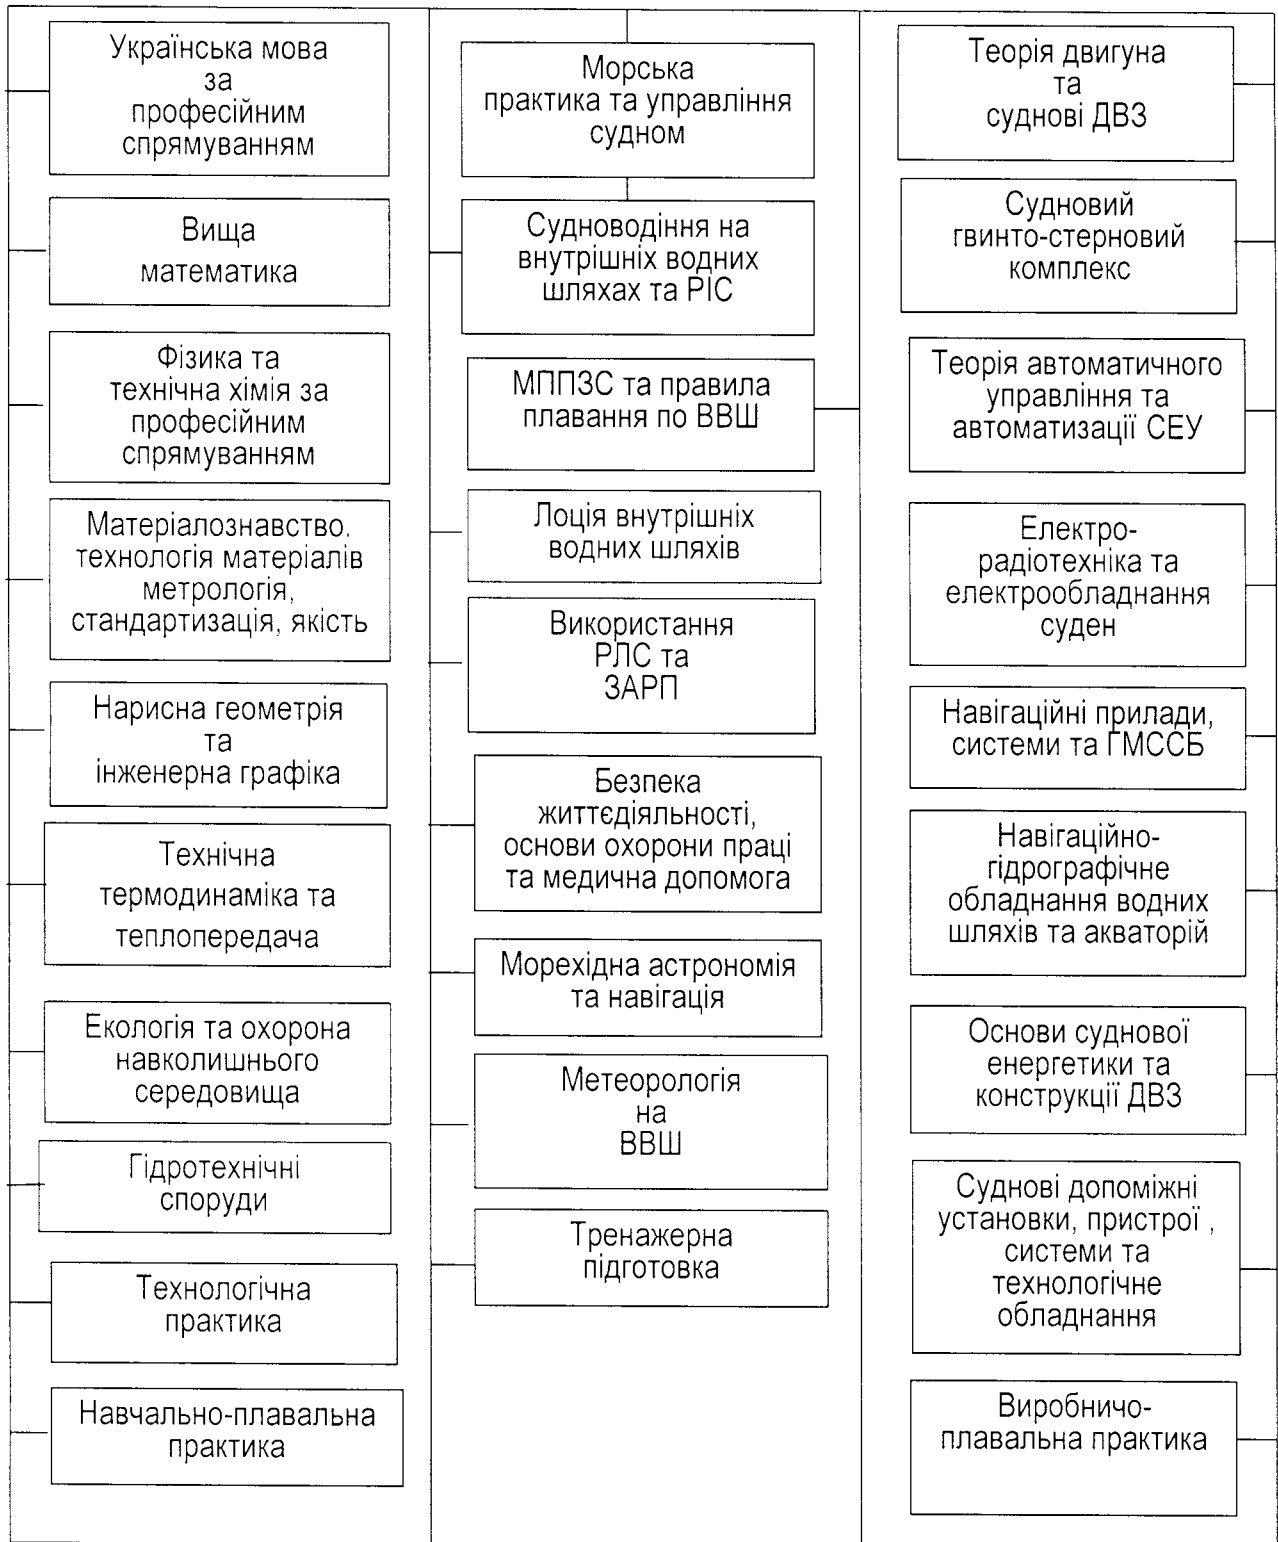 Українська мова
за
професійним
спрямуванням
Вища
математика
Фізика та
технічна хімія за
професійним
спрямуванням
Матеріалознавство,
технологія матеріалів
метрологія,
стандартизація, якість
Нарисна геометрія
та
інженерна графіка
Технічна
термодинаміка та
теплопередача
Екологія та охорона
навколишнього
середовища
Гідротехнічні
споруди
Технологічна
практика
Навчально-плавальна
практика
Морська
практика та управління
судном
Судноводіння на
внутрішніх водних
шляхах та РІС
МППЗС та правила
плавання по ВВШ
Лоція внутрішніх
водних шляхів
Використання
РЛС та
ЗАРП
Безпека
життєдіяльності,
основи охорони праці
та медична допомога
Морехідна астрономія
та навігація
Метеорологія
на
ВВШ
Тренажерна
підготовка
Теорія двигуна
та
суднові ДВЗ
Судновий
гвинто-стерновий
комплекс
Теорія автоматичного
управління та
автоматизації СЕУ
Електро-
радіотехніка та
електрообладнання
суден
Навігаційні прилади,
системи та ГМССБ
Навігаційно-
гідрографічне
обладнання водних
шляхів та акваторій
Основи суднової
енергетики та
конструкції ДВЗ
Суднові допоміжні
установки, пристрої ,
системи та
технологічне
обладнання
Виробничо-
плавальна практика